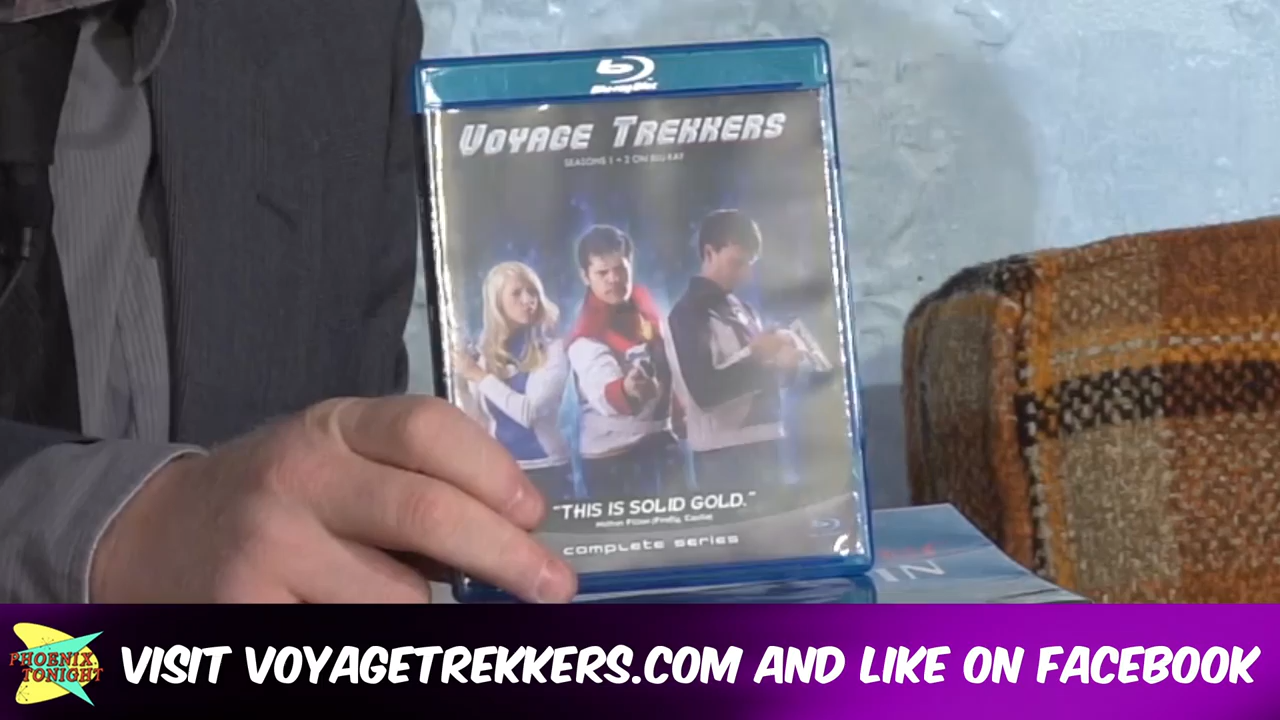 Blu-ray Disc
VOYAGE TREKKERS
SEASONS 1 + 2 ON BLU-RAY
"THIS IS SOLID GOLD."
Nathan Fillion (Firefly, Castle)
COMPLETE SERIES
IN
PHOENIX
TONIGHT
VISIT VOYAGETREKKERS.COM AND LIKE ON FACEBOOK